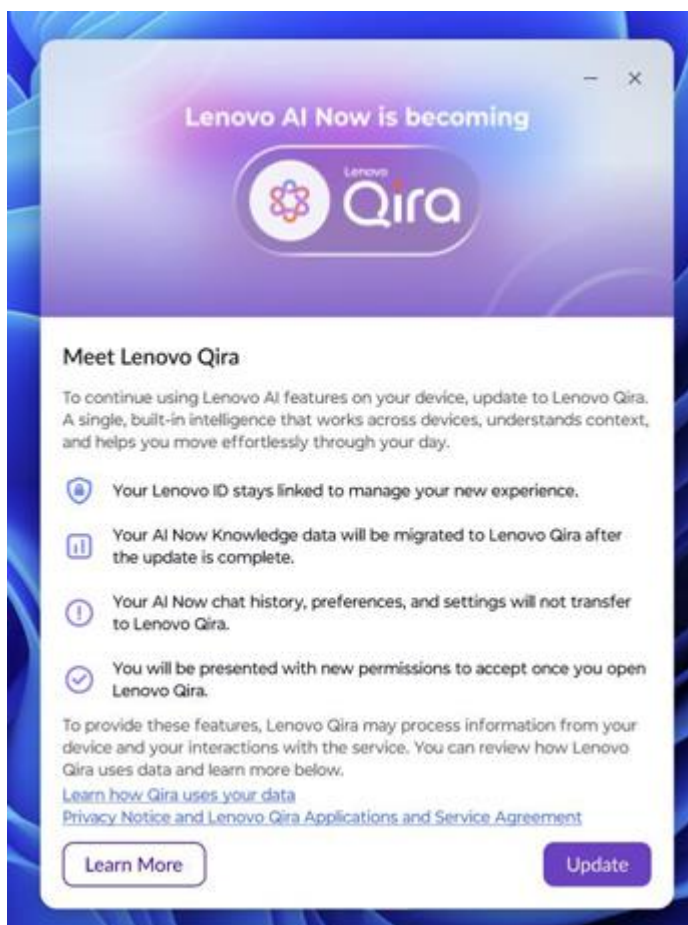 Lenovo AI Now is becoming
Lenovo
Qira
Meet Lenovo Qira
To continue using Lenovo AI features on your device, update to Lenovo Qira.
A single, built-in intelligence that works across devices, understands context,
and helps you move effortlessly through your day.
Your Lenovo ID stays linked to manage your new experience.
Your AI Now Knowledge data will be migrated to Lenovo Qira after
the update is complete.
Your AI Now chat history, preferences, and settings will not transfer
to Lenovo Qira.
You will be presented with new permissions to accept once you open
Lenovo Qira.
To provide these features, Lenovo Qira may process information from your
device and your interactions with the service. You can review how Lenovo
Qira uses data and learn more below.
Learn how Qira uses your data
Privacy Notice and Lenovo Qira Applications and Service Agreement
Learn More
Update